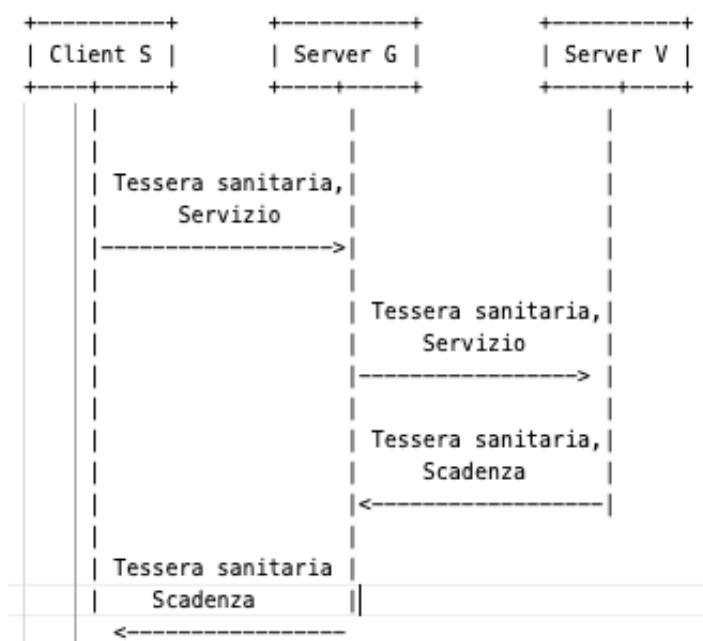 Client S Server G Server V
Tessera sanitaria,
Servizio
Tessera sanitaria,
Servizio
Tessera sanitaria,
Scadenza
Tessera sanitaria
Scadenza